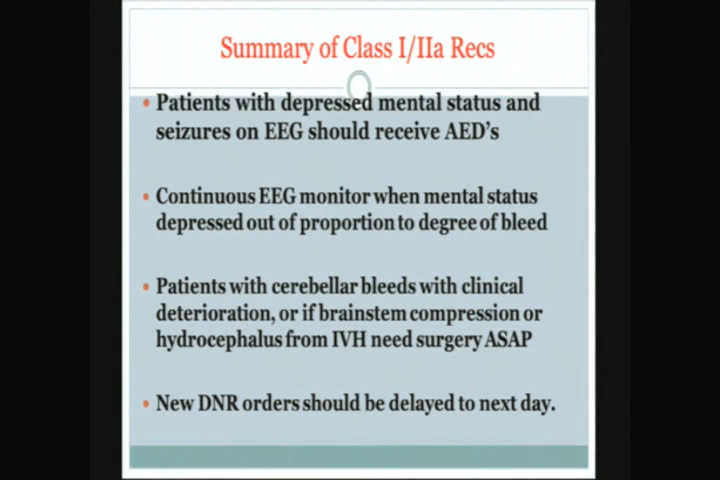 Summary of Class I/IIa Recs
• Patients with depressed mental status and
seizures on EEG should receive AED's
• Continuous EEG monitor when mental status
depressed out of proportion to degree of bleed
• Patients with cerebellar bleeds with clinical
deterioration, or if brainstem compression or
hydrocephalus from IVH need surgery ASAP
• New DNR orders should be delayed to next day.